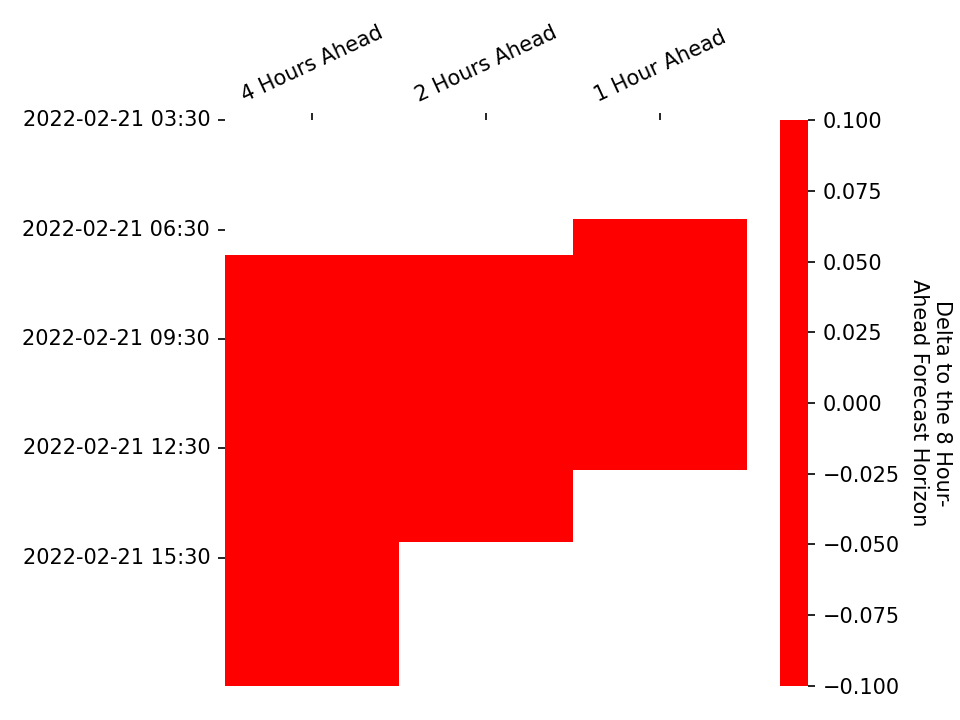 4 Hours Ahead
2 Hours Ahead
1 Hour Ahead
2022-02-21 03:30
2022-02-21 06:30
2022-02-21 09:30
2022-02-21 12:30
2022-02-21 15:30
0.100
0.075
0.050
0.025
0.000
−0.025
−0.050
−0.075
−0.100
Delta to the 8 Hour-
Ahead Forecast Horizon